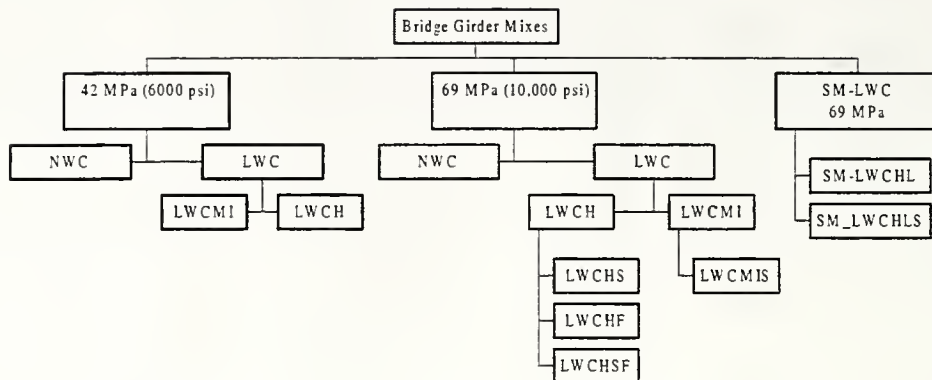 Bridge Girder Mixes
42 MPa (6000 psi)
69 MPa (10,000 psi)
SM-LWC
69 MPa
NWC
LWC
NWC
LWC
SM-LWCHL
SM_LWCHLS
LWCMI
LWCH
LWCH
LWCMI
LWCHS
LWCMIS
LWCHF
LWCHSF